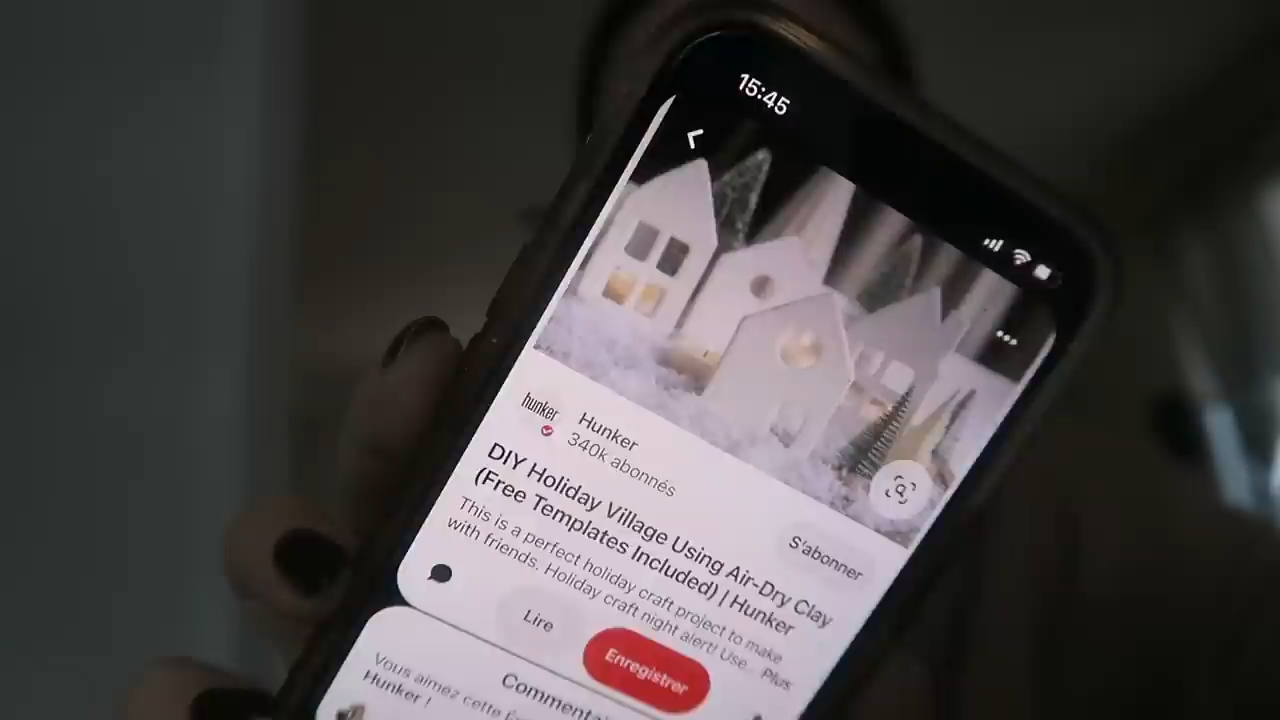 15:45
hunker
Hunker
340k abonnés
S'abonner
DIY Holiday Village Using Air-Dry Clay
(Free Templates Included) | Hunker
This is a perfect holiday craft project to make
with friends. Holiday craft night alert! Use... Plus
Lire
Enregistrer
Commentai
Vous aimez cette É
Hunker !